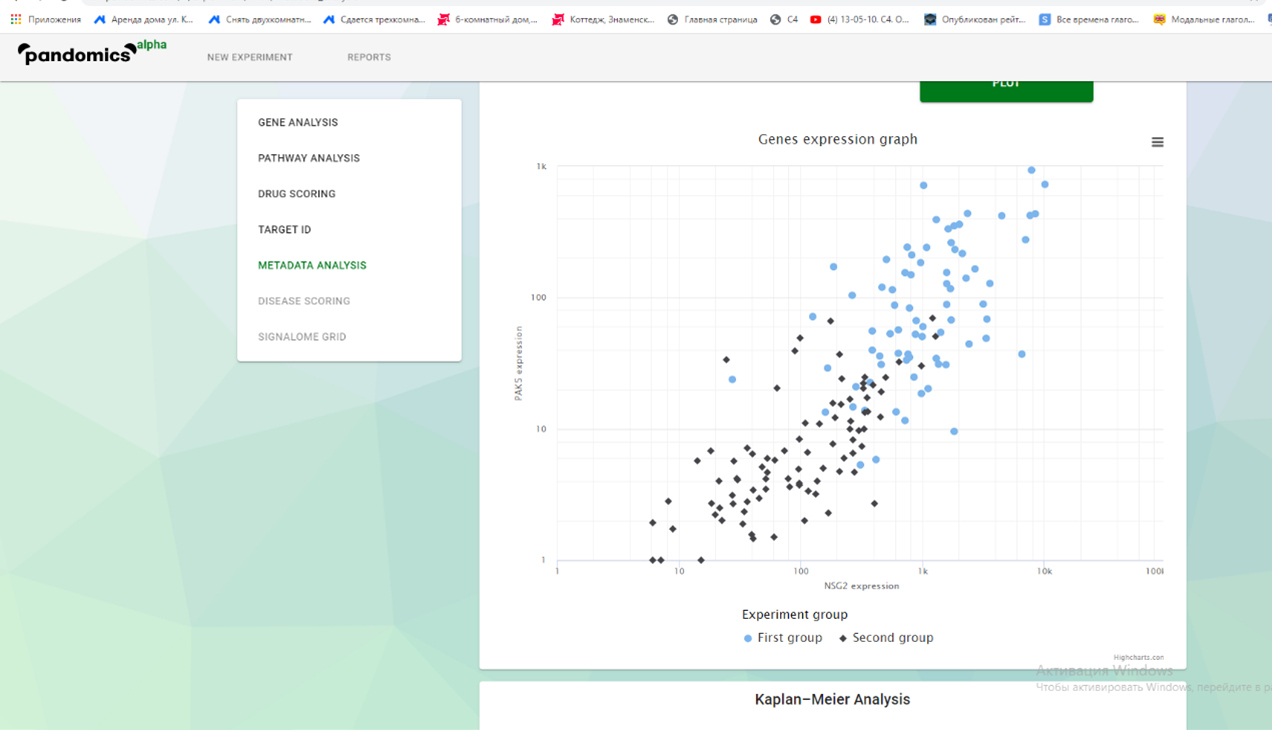 Приложения
Аренда дома ул. К...
Снять двухкомнатн...
Сдается трехкомна...
6-комнатный дом,...
Коттедж, Знаменск...
Главная страница
С4
(4) 13-05-10. С4. О...
Опубликован рейт...
Все времена глаго...
Модальные глагол...
pandomics alpha
NEW EXPERIMENT
REPORTS
GENE ANALYSIS
PATHWAY ANALYSIS
DRUG SCORING
TARGET ID
METADATA ANALYSIS
DISEASE SCORING
SIGNALOME GRID
PLOT
Genes expression graph
1k
100
10
1
PAK5 expression
1 10 100 1k 10k 100k
NSG2 expression
Experiment group
First group Second group
Highcharts.com
Активация Windows
Чтобы активировать Windows, перейдите в
Kaplan–Meier Analysis